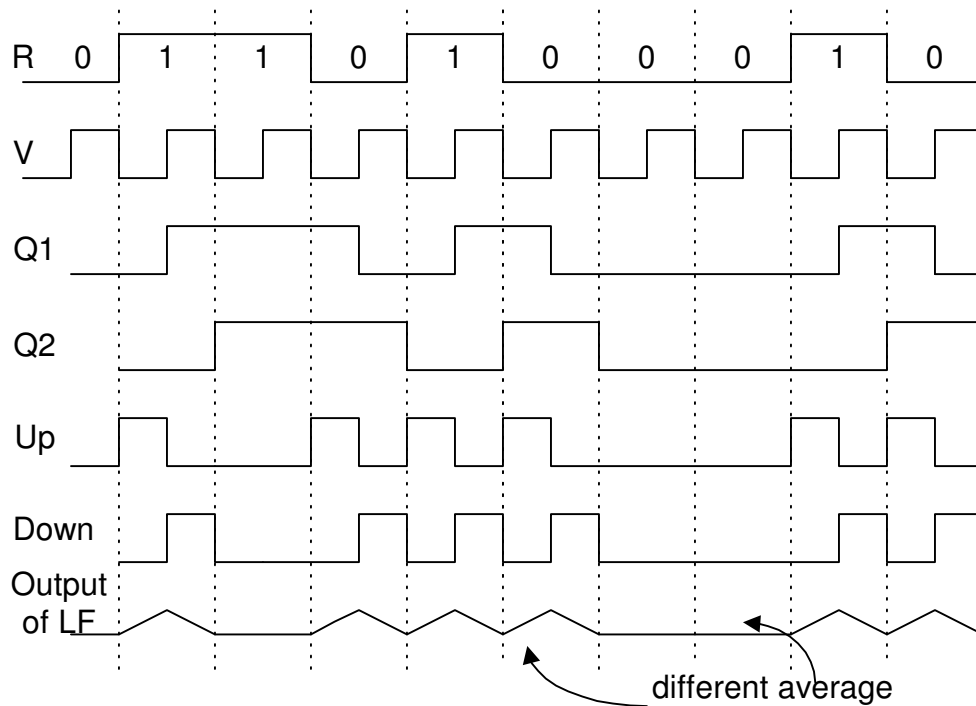 R 0 1 1 0 1 0 0 0 1 0
V
Q1
Q2
Up
Down
Output
of LF
different average